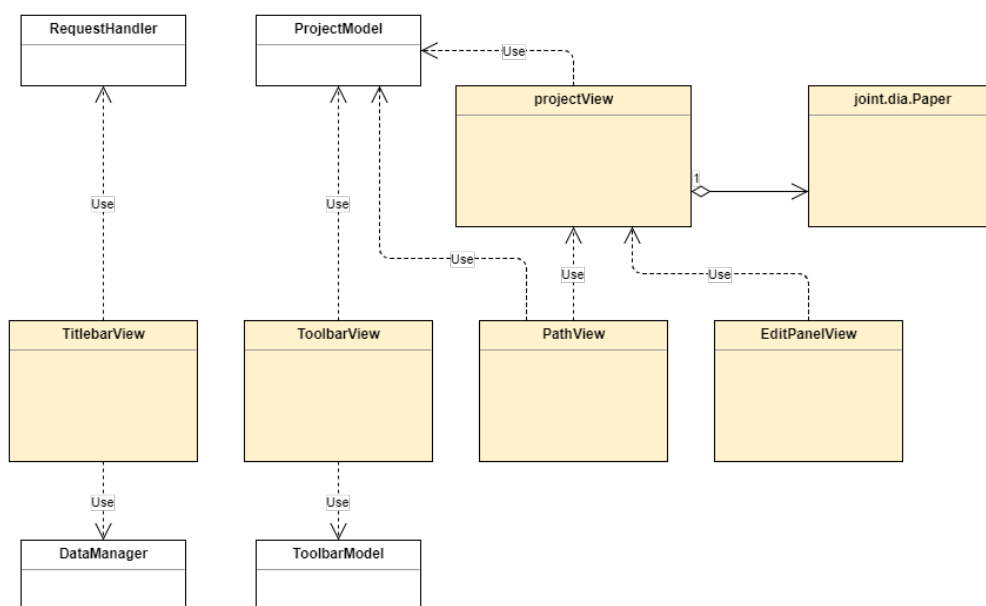 RequestHandler
ProjectModel
Use
projectView
joint.dia.Paper
1
Use
Use
Use
Use
Use
TitlebarView
ToolbarView
PathView
EditPanelView
Use
Use
DataManager
ToolbarModel